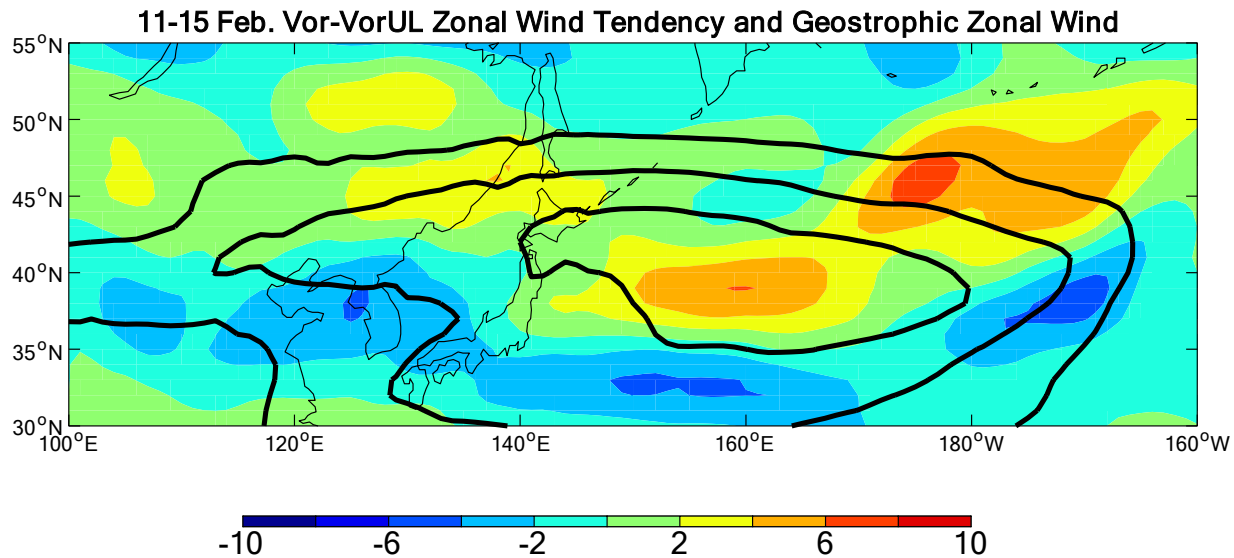 11-15 Feb. Vor-VorUL Zonal Wind Tendency and Geostrophic Zonal Wind
55°N
50°N
45°N
40°N
35°N
30°N
100°E 120°E 140°E 160°E 180°W 160°W
-10 -6 -2 2 6 10